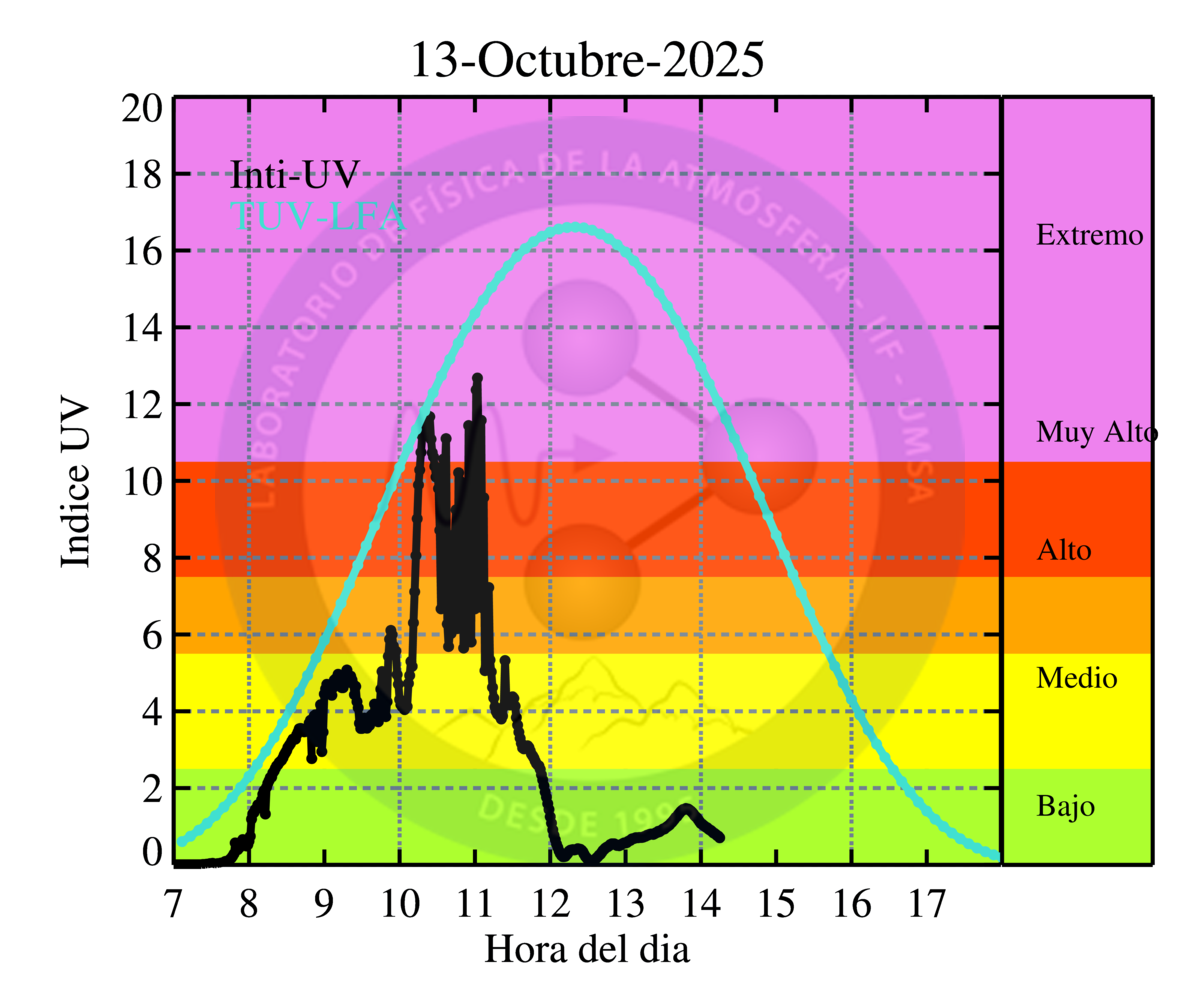 13-Octubre-2025
20
18
16
14
12
10
8
6
4
2
0
Indice UV
Inti-UV
TUV-LFA
LABORATORIO DE FÍSICA DE LA ATMÓSFERA - IIF - UMSA
DESDE 1995
Extremo
Muy Alto
Alto
Medio
Bajo
7 8 9 10 11 12 13 14 15 16 17
Hora del dia